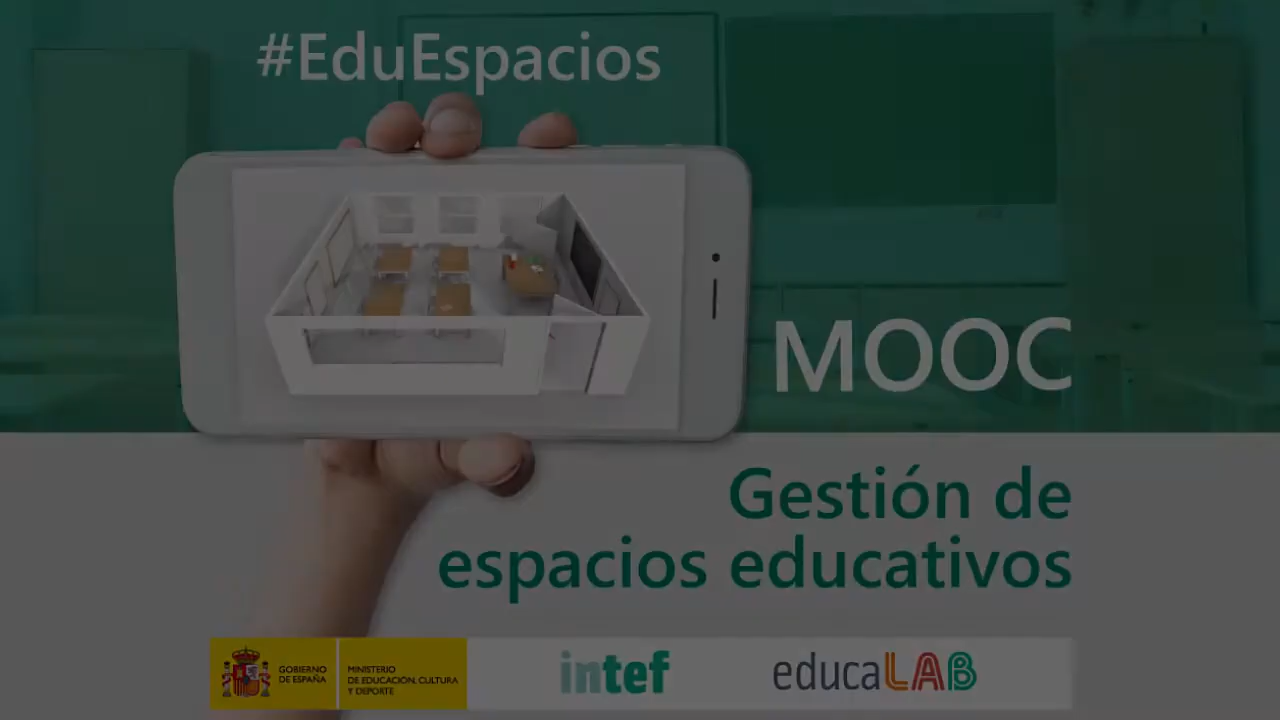 #EduEspacios
MOOC
Gestión de
espacios educativos
GOBIERNO
DE ESPAÑA
MINISTERIO
DE EDUCACIÓN, CULTURA
Y DEPORTE
intef
educaLAB